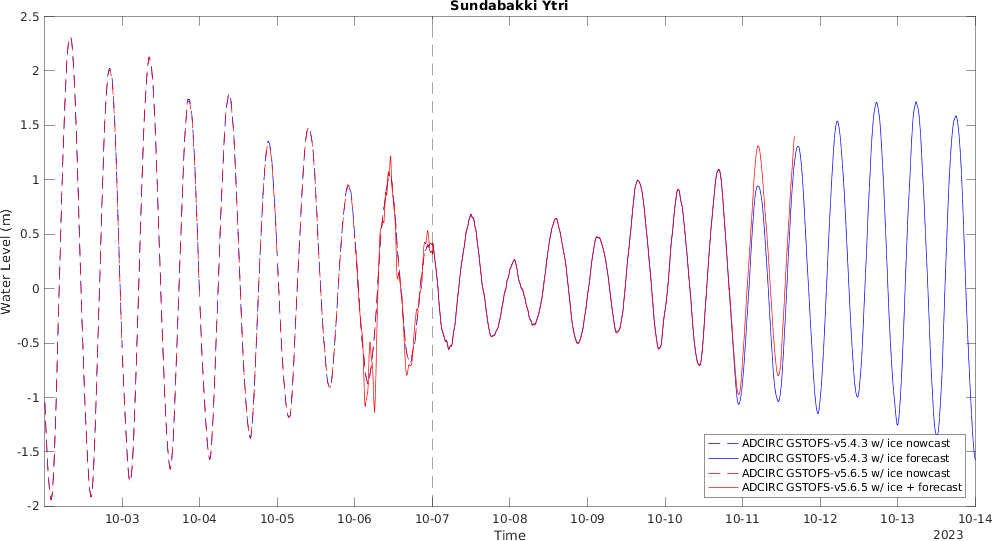 Sundabakki Ytri
2.5
2
1.5
1
0.5
0
-0.5
-1
-1.5
-2
Water Level (m)
ADCIRC GSTOFS-v5.4.3 w/ ice nowcast
ADCIRC GSTOFS-v5.4.3 w/ ice forecast
ADCIRC GSTOFS-v5.6.5 w/ ice nowcast
ADCIRC GSTOFS-v5.6.5 w/ ice + forecast
10-03 10-04 10-05 10-06 10-07 10-08 10-09 10-10 10-11 10-12 10-13 10-14
Time
2023